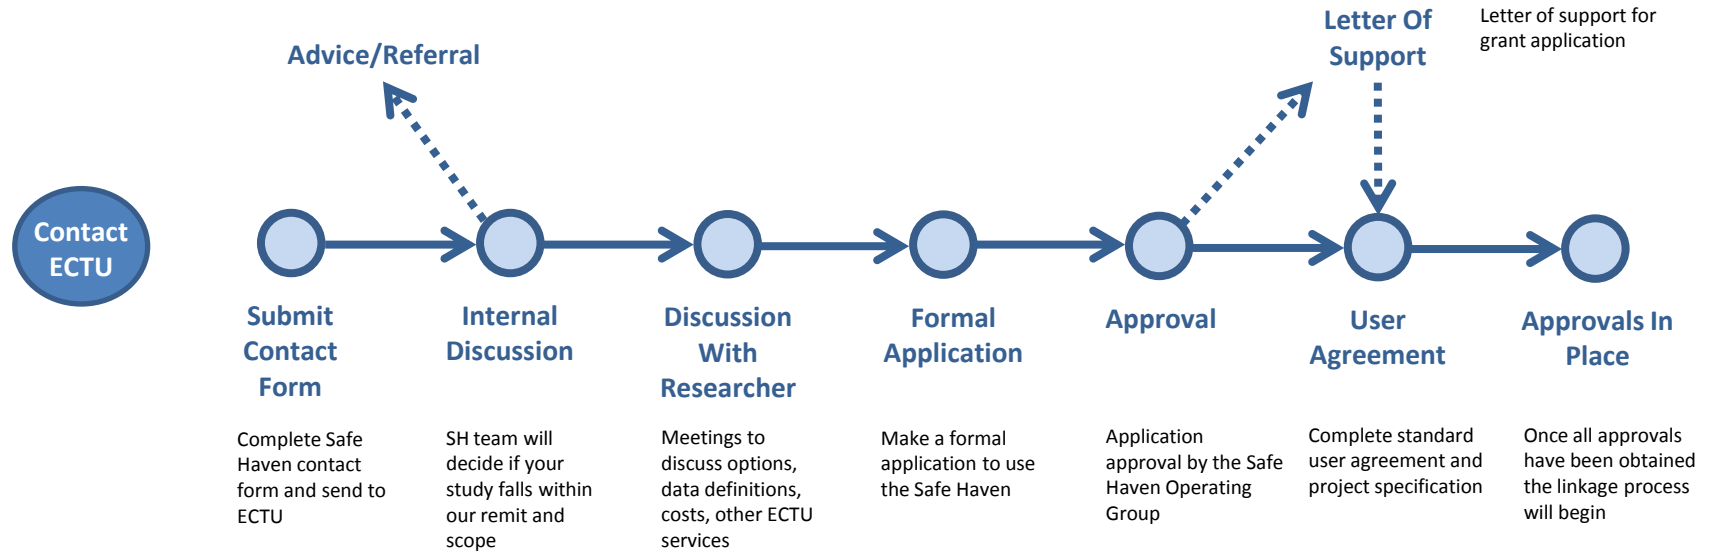 Letter Of
Support
Letter of support for
grant application
Advice/Referral
Contact
ECTU
Submit
Contact
Form
Complete Safe
Haven contact
form and send to
ECTU
Internal
Discussion
SH team will
decide if your
study falls within
our remit and
scope
Discussion
With
Researcher
Meetings to
discuss options,
data definitions,
costs, other ECTU
services
Formal
Application
Make a formal
application to use
the Safe Haven
Approval
Application
approval by the Safe
Haven Operating
Group
User
Agreement
Complete standard
user agreement and
project specification
Approvals In
Place
Once all approvals
have been obtained
the linkage process
will begin